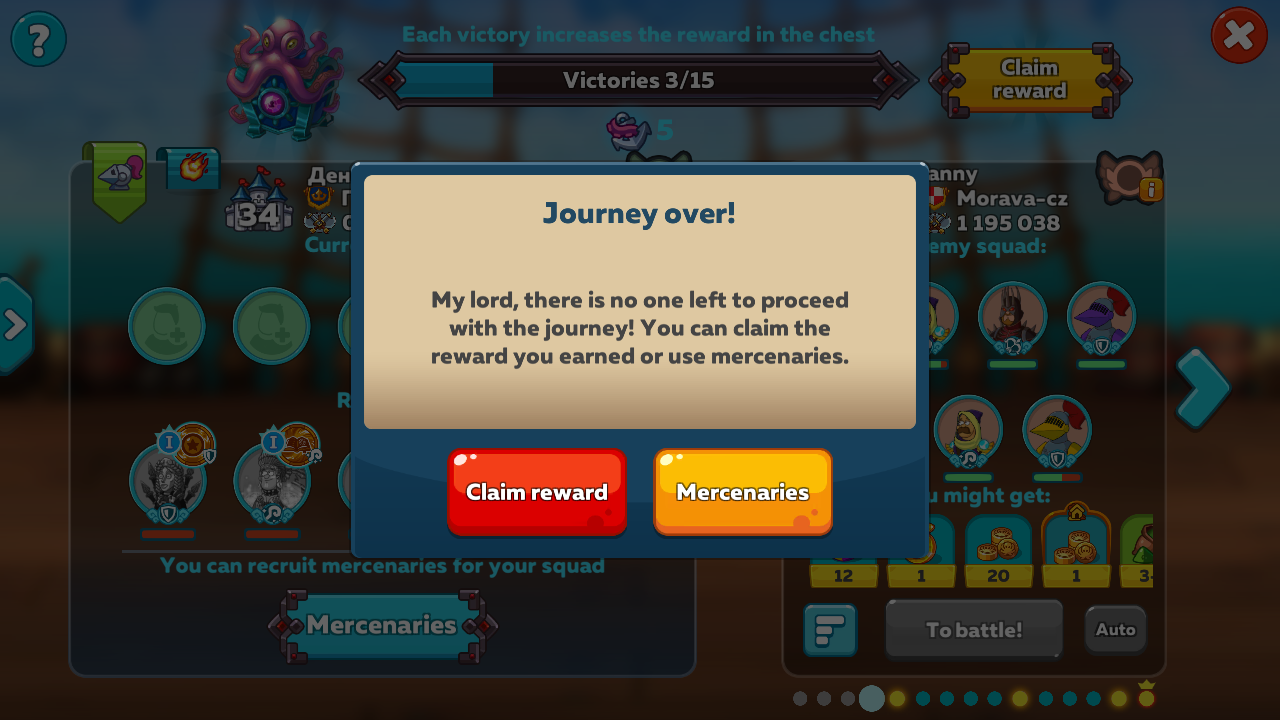 ?
Each victory increases the reward in the chest
Victories 3/15
Claim
reward
5
Ден
34
anny
Morava-cz
1 195 038
i
Curr
emy squad:
Journey over!
My lord, there is no one left to proceed
with the journey! You can claim the
reward you earned or use mercenaries.
I
I
Claim reward
Mercenaries
u might get:
You can recruit mercenaries for your squad
12
1
20
1
3-
Mercenaries
To battle!
Auto